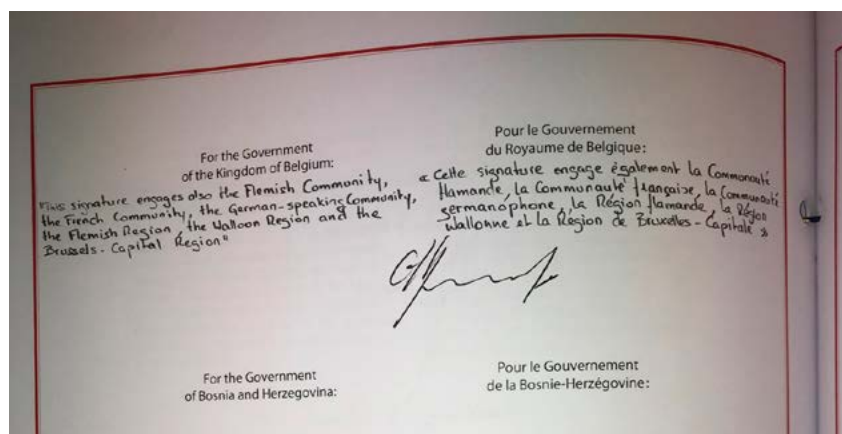 For the Government
of the Kingdom of Belgium:
"This signature engages also the Flemish Community,
the French Community, the German-speaking Community,
the Flemish Region, the Walloon Region and the
Brussels-Capital Region"
Pour le Gouvernement
du Royaume de Belgique:
« Cette signature engage également la Communauté
flamande, la Communauté française, la Communauté
germanophone, la Région flamande, la Région
wallonne et la Région de Bruxelles-Capitale »
For the Government
of Bosnia and Herzegovina:
Pour le Gouvernement
de la Bosnie-Herzégovine: